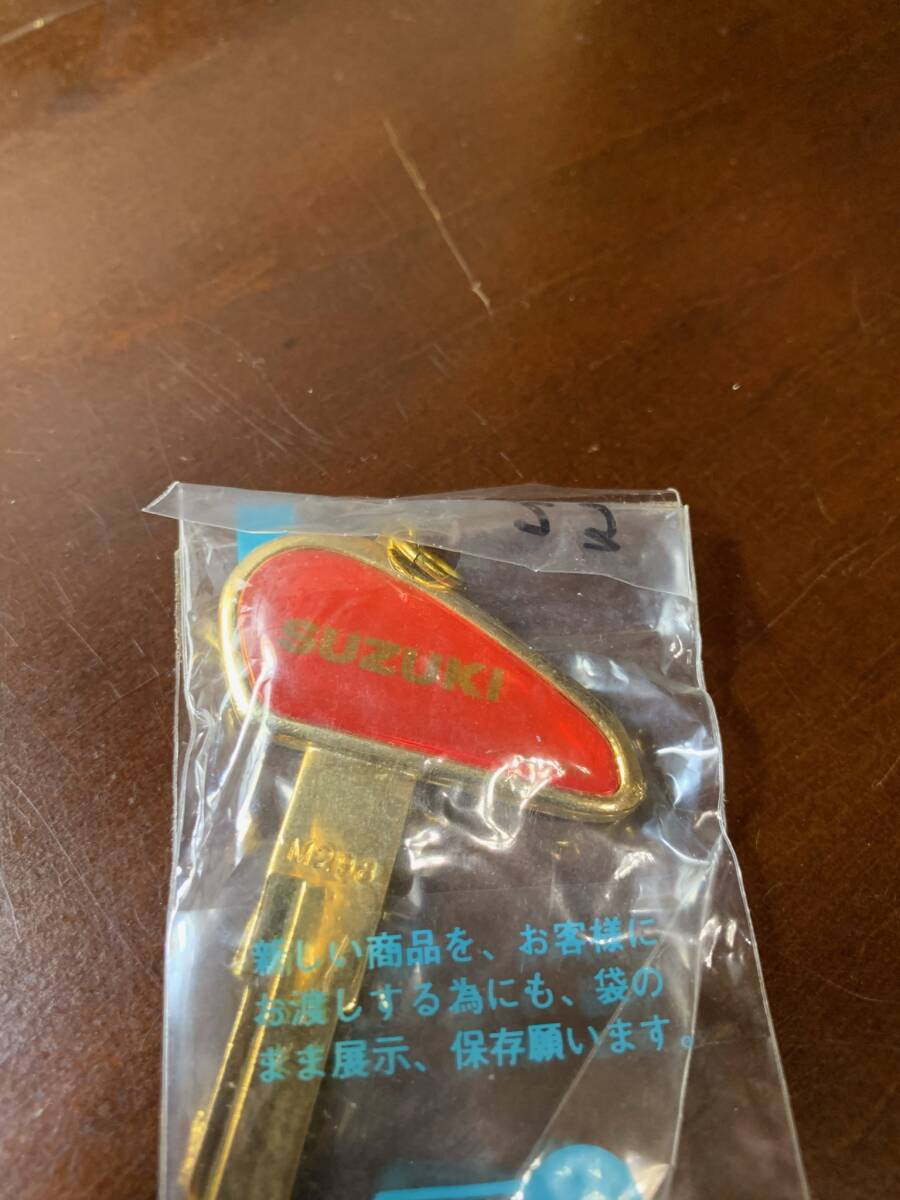 SUZUKI
M298
新しい商品を、お客様に
お渡しする為にも、袋の
まま展示、保存願います。